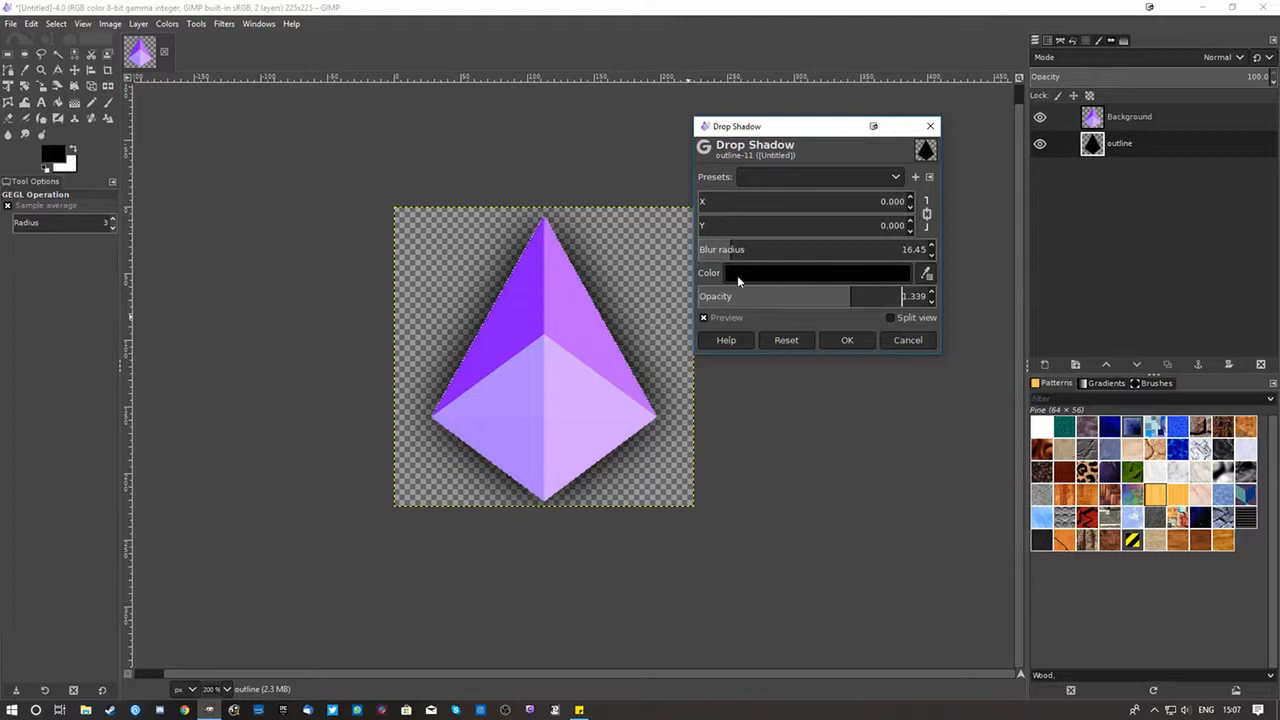 *[Untitled]-4.0 (RGB color 8-bit gamma integer, GIMP built-in sRGB, 2 layers) 225x225 – GIMP
File Edit Select View Image Layer Colors Tools Filters Windows Help
Tool Options
GEGL Operation
Sample average
Radius 3
Drop Shadow
Drop Shadow
outline-11 ([Untitled])
Presets:
X 0.000
Y 0.000
Blur radius 16.45
Color
Opacity 1.339
Preview Split view
Help Reset OK Cancel
Mode Normal
Opacity 100.0
Lock:
Background
outline
Patterns Gradients Brushes
Filter
Pine (64 × 56)
Wood,
px 200 % outline (2.3 MB)
ENG 15:07